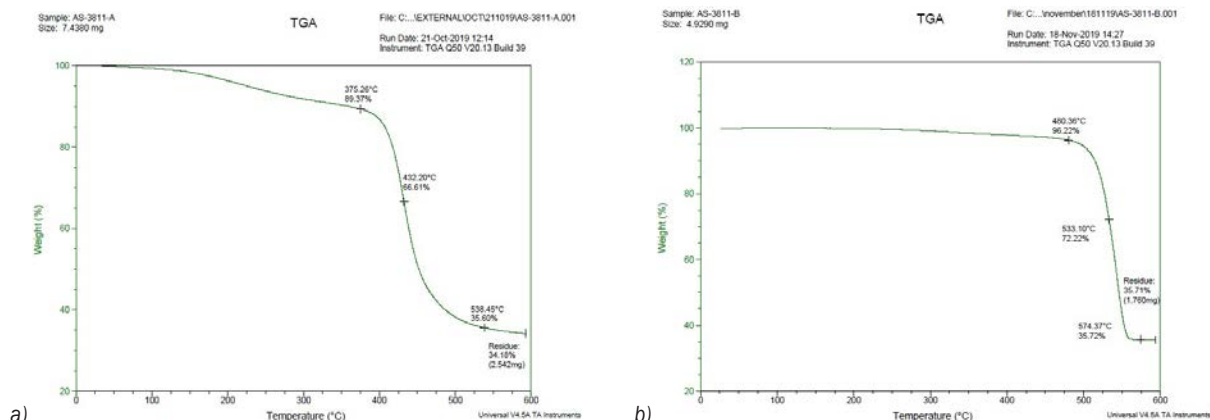 Sample: AS-3811-A
Size: 7.4380 mg
TGA
File: C:...\EXTERNAL\OCT\211019\AS-3811-A.001
Run Date: 21-Oct-2019 12:14
Instrument: TGA Q50 V20.13 Build 39
100
80
60
40
20
Weight (%)
375.26°C
89.37%
432.20°C
66.61%
538.45°C
35.60%
Residue:
34.18%
(2.542mg)
0
100
200
300
400
500
600
Temperature (°C)
Universal V4.5A TA Instruments
a)
Sample: AS-3811-B
Size: 4.9290 mg
TGA
File: C:...\november\181119\AS-3811-B.001
Run Date: 18-Nov-2019 14:27
Instrument: TGA Q50 V20.13 Build 39
120
100
80
60
40
20
Weight (%)
480.36°C
96.22%
533.10°C
72.22%
Residue:
35.71%
(1.760mg)
574.37°C
35.72%
0
100
200
300
400
500
600
Temperature (°C)
Universal V4.5A TA Instruments
b)